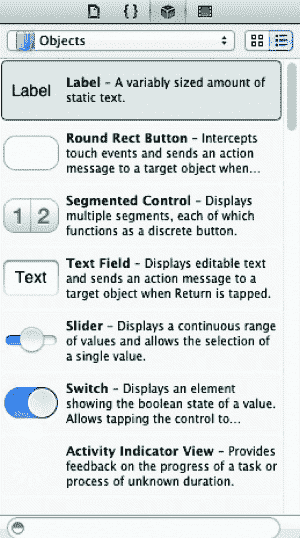 Objects
Label
Label – A variably sized amount of
static text.
Round Rect Button – Intercepts
touch events and sends an action
message to a target object when...
1 2
Segmented Control – Displays
multiple segments, each of which
functions as a discrete button.
Text
Text Field – Displays editable text
and sends an action message to a
target object when Return is tapped.
Slider – Displays a continuous range
of values and allows the selection of
a single value.
Switch – Displays an element
showing the boolean state of a value.
Allows tapping the control to...
Activity Indicator View – Provides
feedback on the progress of a task or
process of unknown duration.